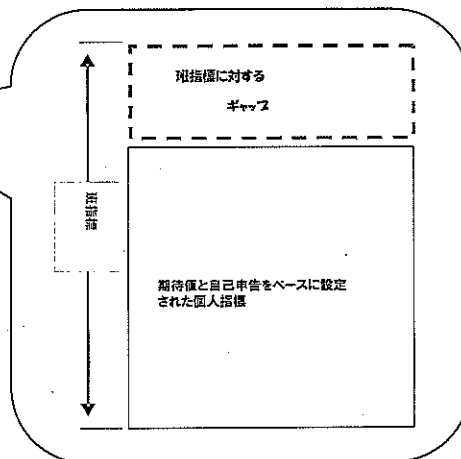 班指標に対する
ギャップ
班指標
期待値と自己申告をベースに設定
された個人指標